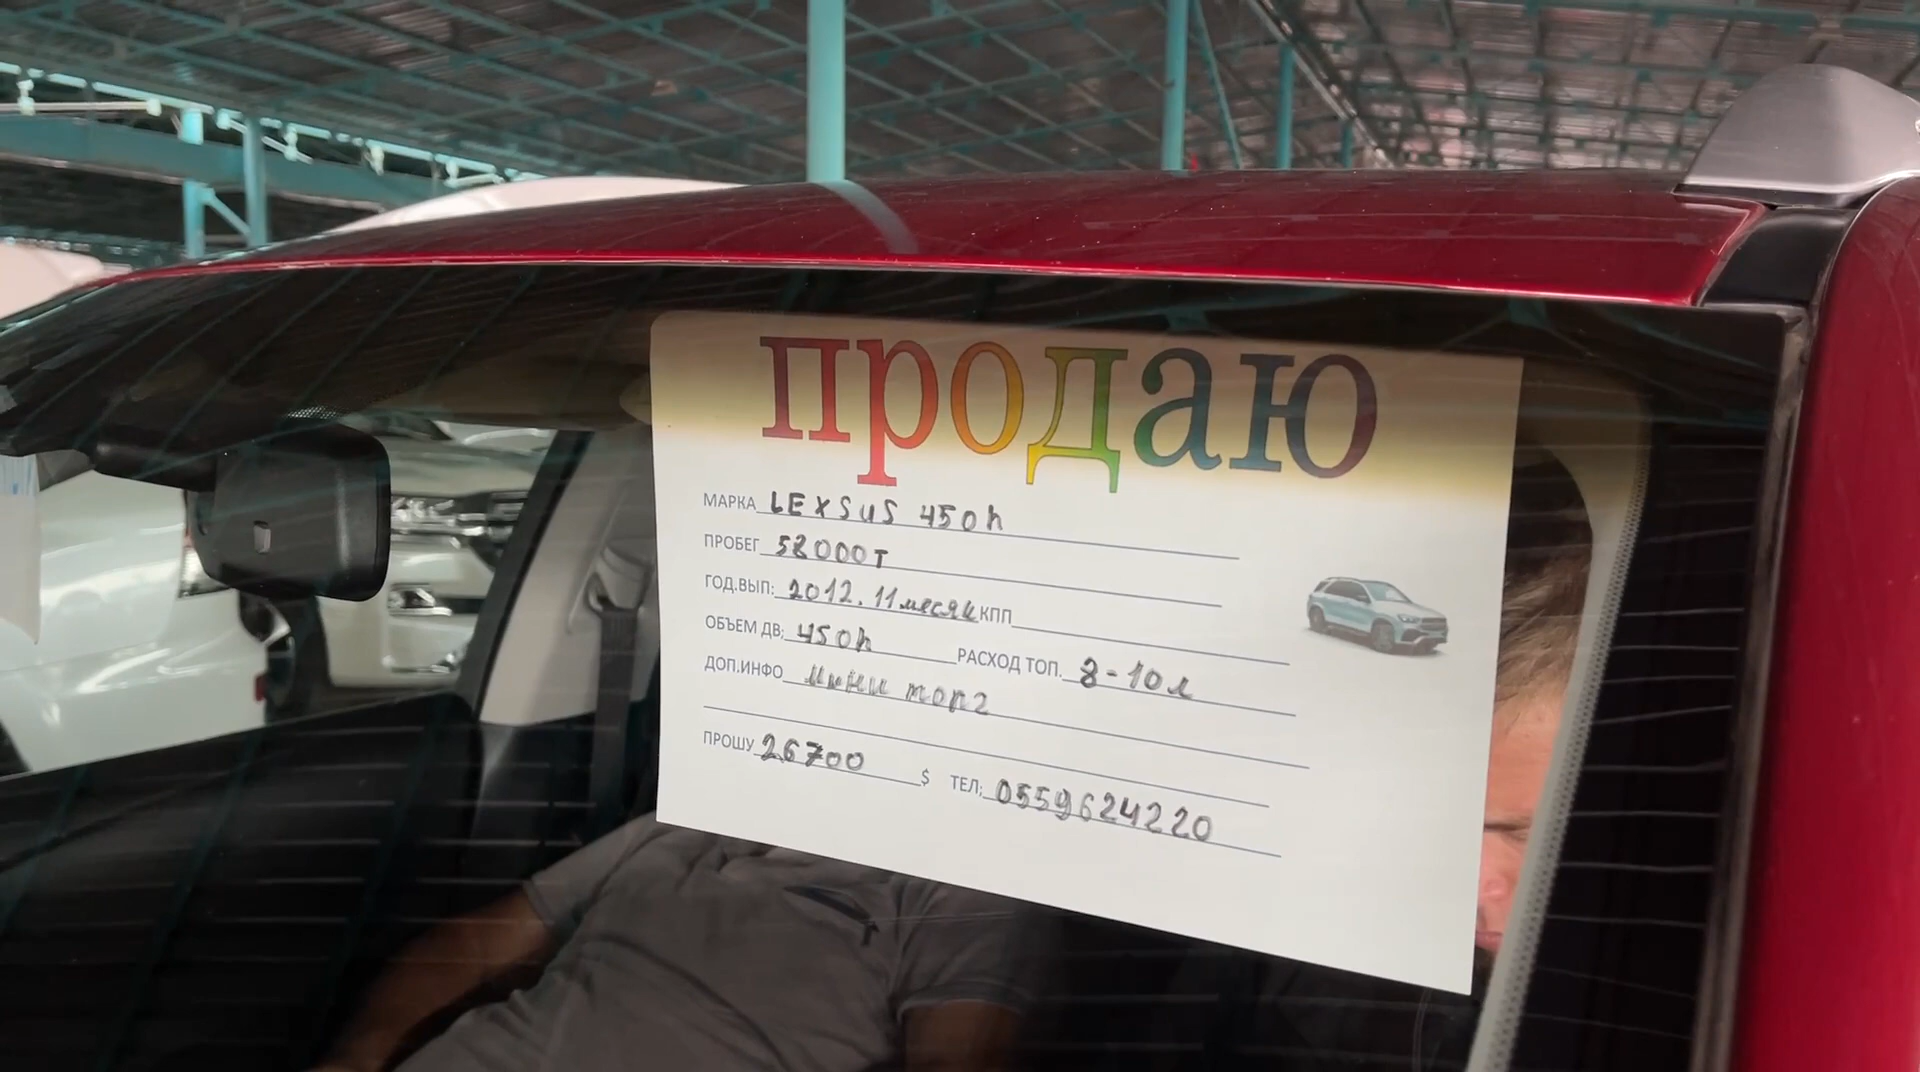 продаю
МАРКА LEXSUS 450h
ПРОБЕГ 58000т
ГОД.ВЫП: 2012. 11месяц КПП
ОБЪЕМ ДВ: 450h РАСХОД ТОП. 8-10л
ДОП.ИНФО мини торг
ПРОШУ 26700 $ ТЕЛ: 0559624220